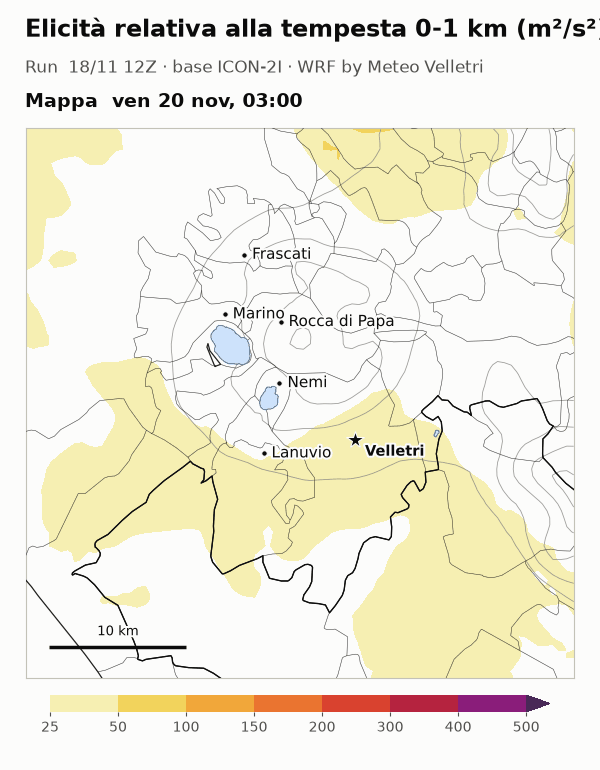 Elicità relativa alla tempesta 0-1 km (m²/s²)
Run  18/11 12Z · base ICON-2I · WRF by Meteo Velletri
Mappa  ven 20 nov, 03:00
Frascati
Marino
Rocca di Papa
Nemi
Velletri
Lanuvio
10 km
25 50 100 150 200 300 400 500